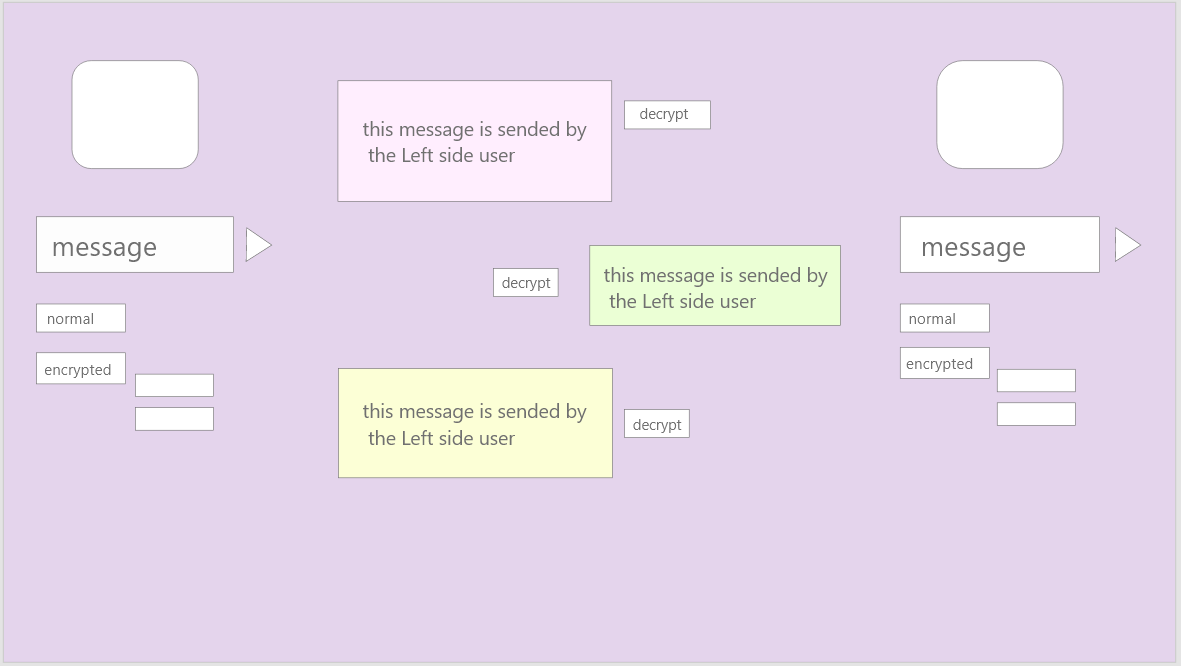 this message is sended by
the Left side user
decrypt
message
message
this message is sended by
the Left side user
decrypt
normal
normal
encrypted
encrypted
this message is sended by
the Left side user
decrypt